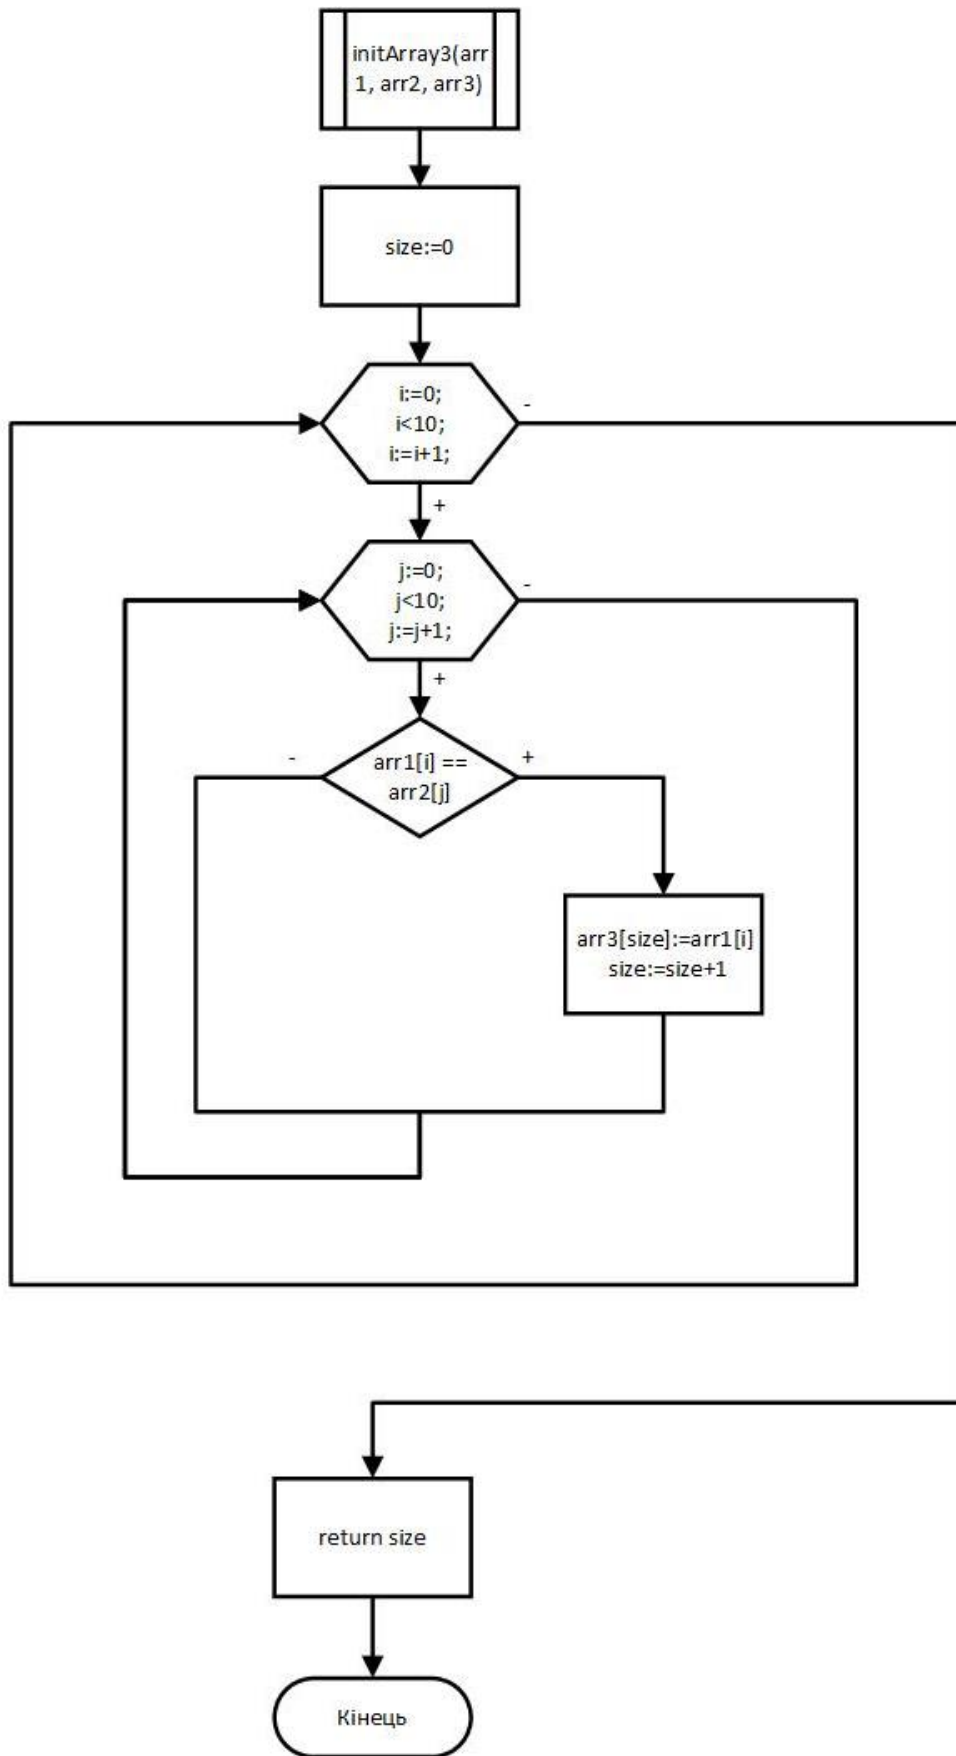 initArray3(arr
1, arr2, arr3)
size:=0
i:=0;
i<10;
i:=i+1;
-
+
j:=0;
j<10;
j:=j+1;
-
+
-
arr1[i] ==
arr2[j]
+
arr3[size]:=arr1[i]
size:=size+1
return size
Кінець